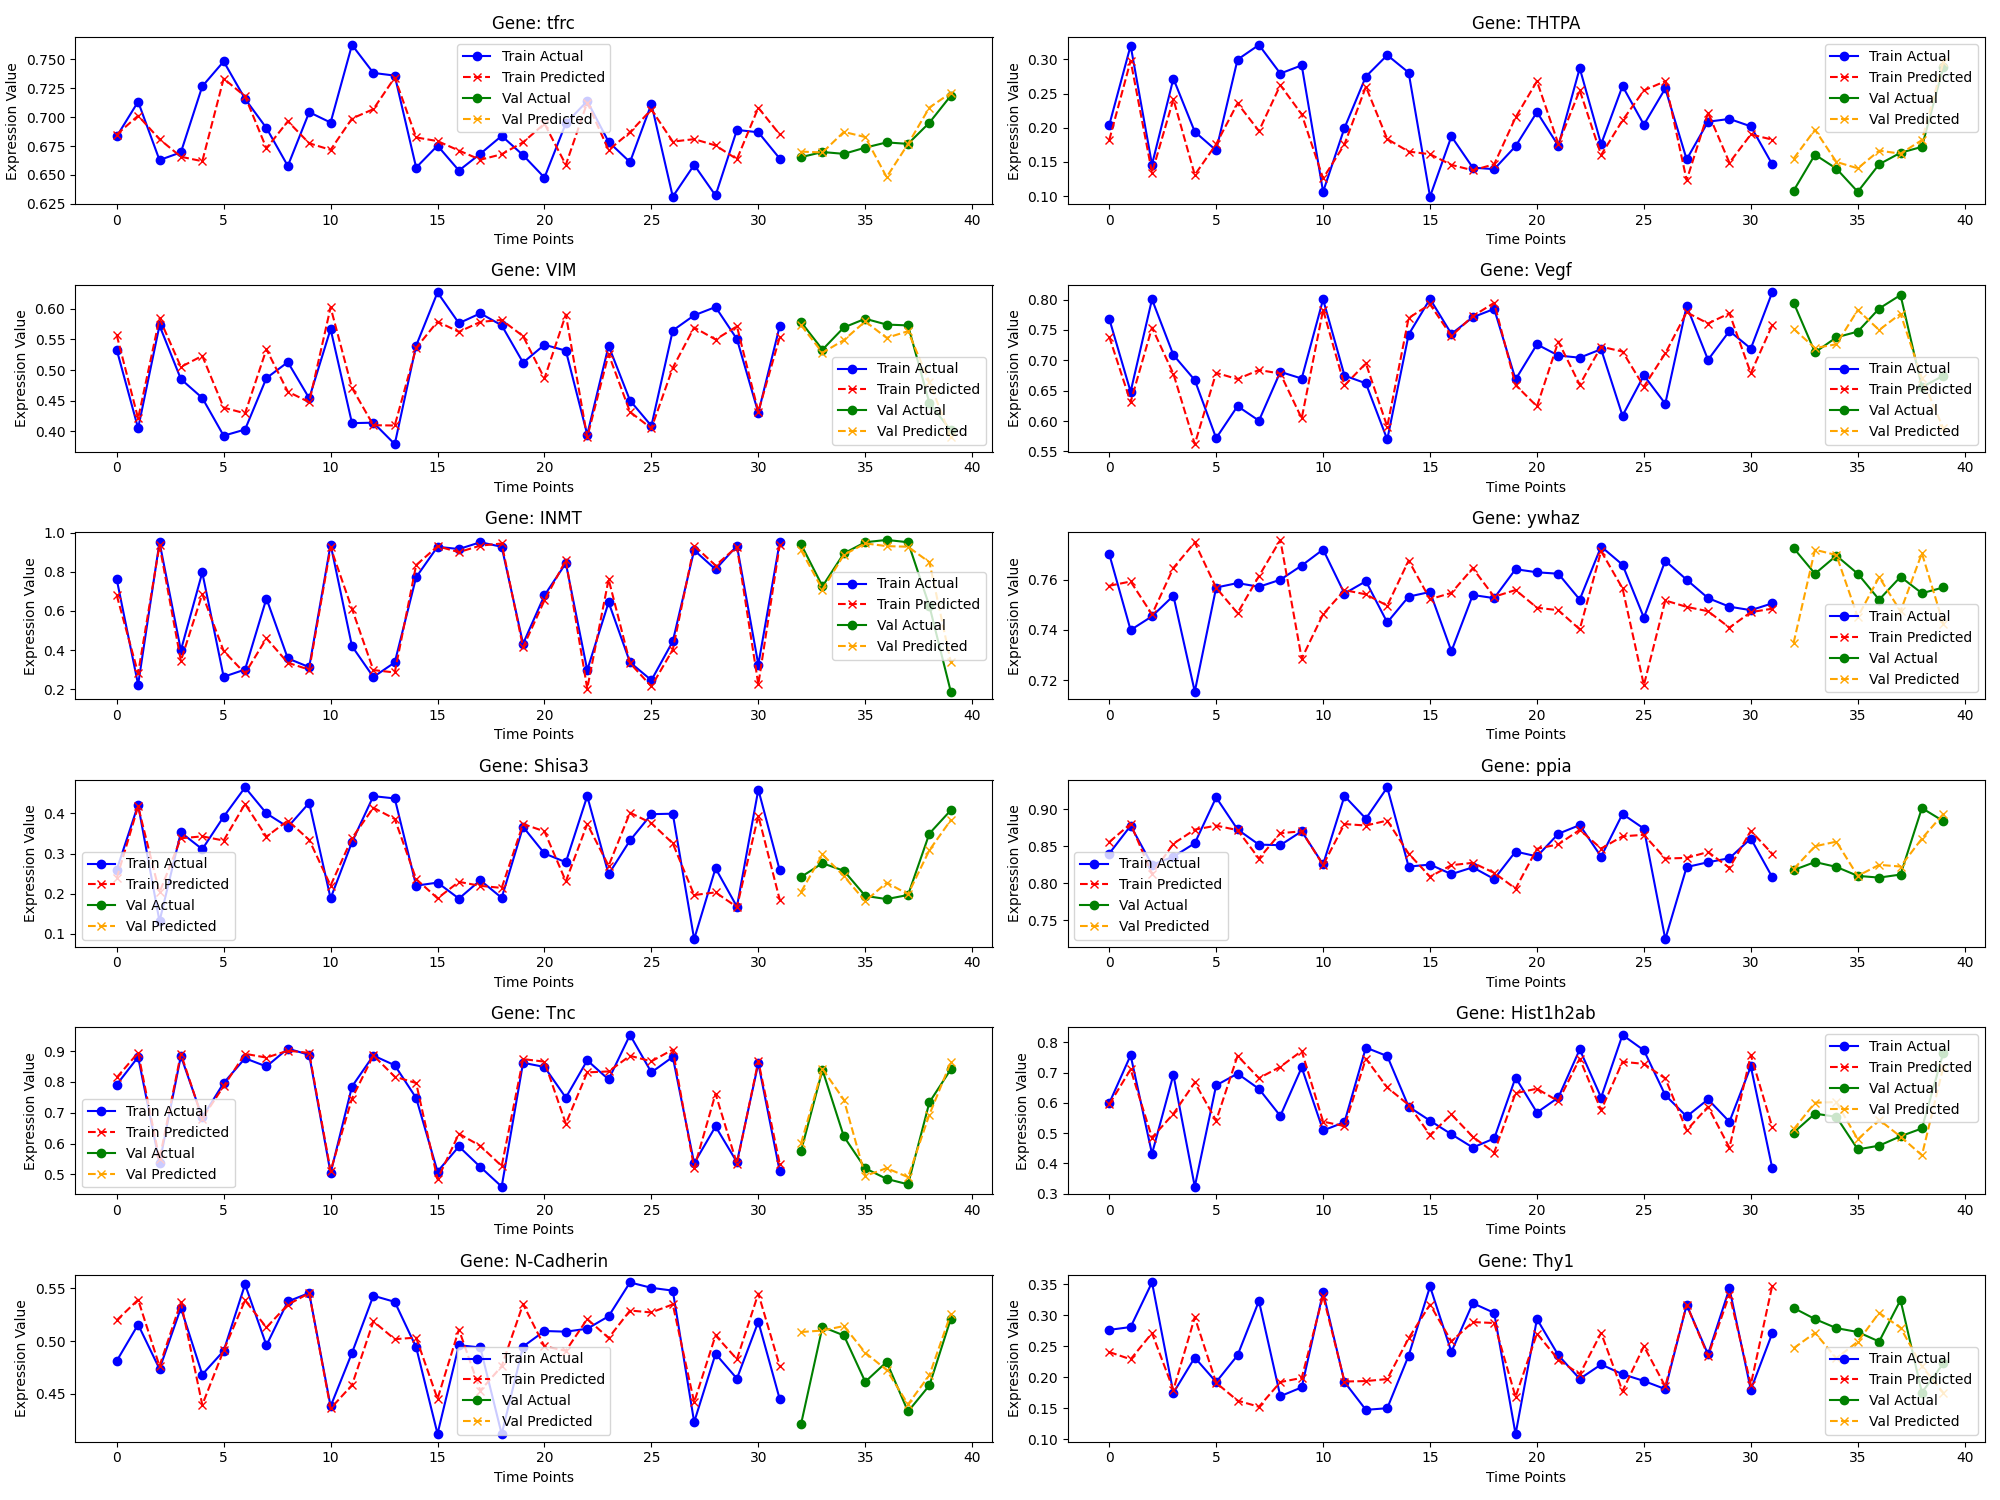 Gene: tfrc
Expression Value
0.750
0.725
0.700
0.675
0.650
0.625
Train Actual
Train Predicted
Val Actual
Val Predicted
0 5 10 15 20 25 30 35 40
Time Points
Gene: THTPA
Expression Value
0.30
0.25
0.20
0.15
0.10
Train Actual
Train Predicted
Val Actual
Val Predicted
0 5 10 15 20 25 30 35 40
Time Points
Gene: VIM
Expression Value
0.60
0.55
0.50
0.45
0.40
Train Actual
Train Predicted
Val Actual
Val Predicted
0 5 10 15 20 25 30 35 40
Time Points
Gene: Vegf
Expression Value
0.80
0.75
0.70
0.65
0.60
0.55
Train Actual
Train Predicted
Val Actual
Val Predicted
0 5 10 15 20 25 30 35 40
Time Points
Gene: INMT
Expression Value
1.0
0.8
0.6
0.4
0.2
Train Actual
Train Predicted
Val Actual
Val Predicted
0 5 10 15 20 25 30 35 40
Time Points
Gene: ywhaz
Expression Value
0.76
0.74
0.72
Train Actual
Train Predicted
Val Actual
Val Predicted
0 5 10 15 20 25 30 35 40
Time Points
Gene: Shisa3
Expression Value
0.4
0.3
0.2
0.1
Train Actual
Train Predicted
Val Actual
Val Predicted
0 5 10 15 20 25 30 35 40
Time Points
Gene: ppia
Expression Value
0.90
0.85
0.80
0.75
Train Actual
Train Predicted
Val Actual
Val Predicted
0 5 10 15 20 25 30 35 40
Time Points
Gene: Tnc
Expression Value
0.9
0.8
0.7
0.6
0.5
Train Actual
Train Predicted
Val Actual
Val Predicted
0 5 10 15 20 25 30 35 40
Time Points
Gene: Hist1h2ab
Expression Value
0.8
0.7
0.6
0.5
0.4
0.3
Train Actual
Train Predicted
Val Actual
Val Predicted
0 5 10 15 20 25 30 35 40
Time Points
Gene: N-Cadherin
Expression Value
0.55
0.50
0.45
Train Actual
Train Predicted
Val Actual
Val Predicted
0 5 10 15 20 25 30 35 40
Time Points
Gene: Thy1
Expression Value
0.35
0.30
0.25
0.20
0.15
0.10
Train Actual
Train Predicted
Val Actual
Val Predicted
0 5 10 15 20 25 30 35 40
Time Points